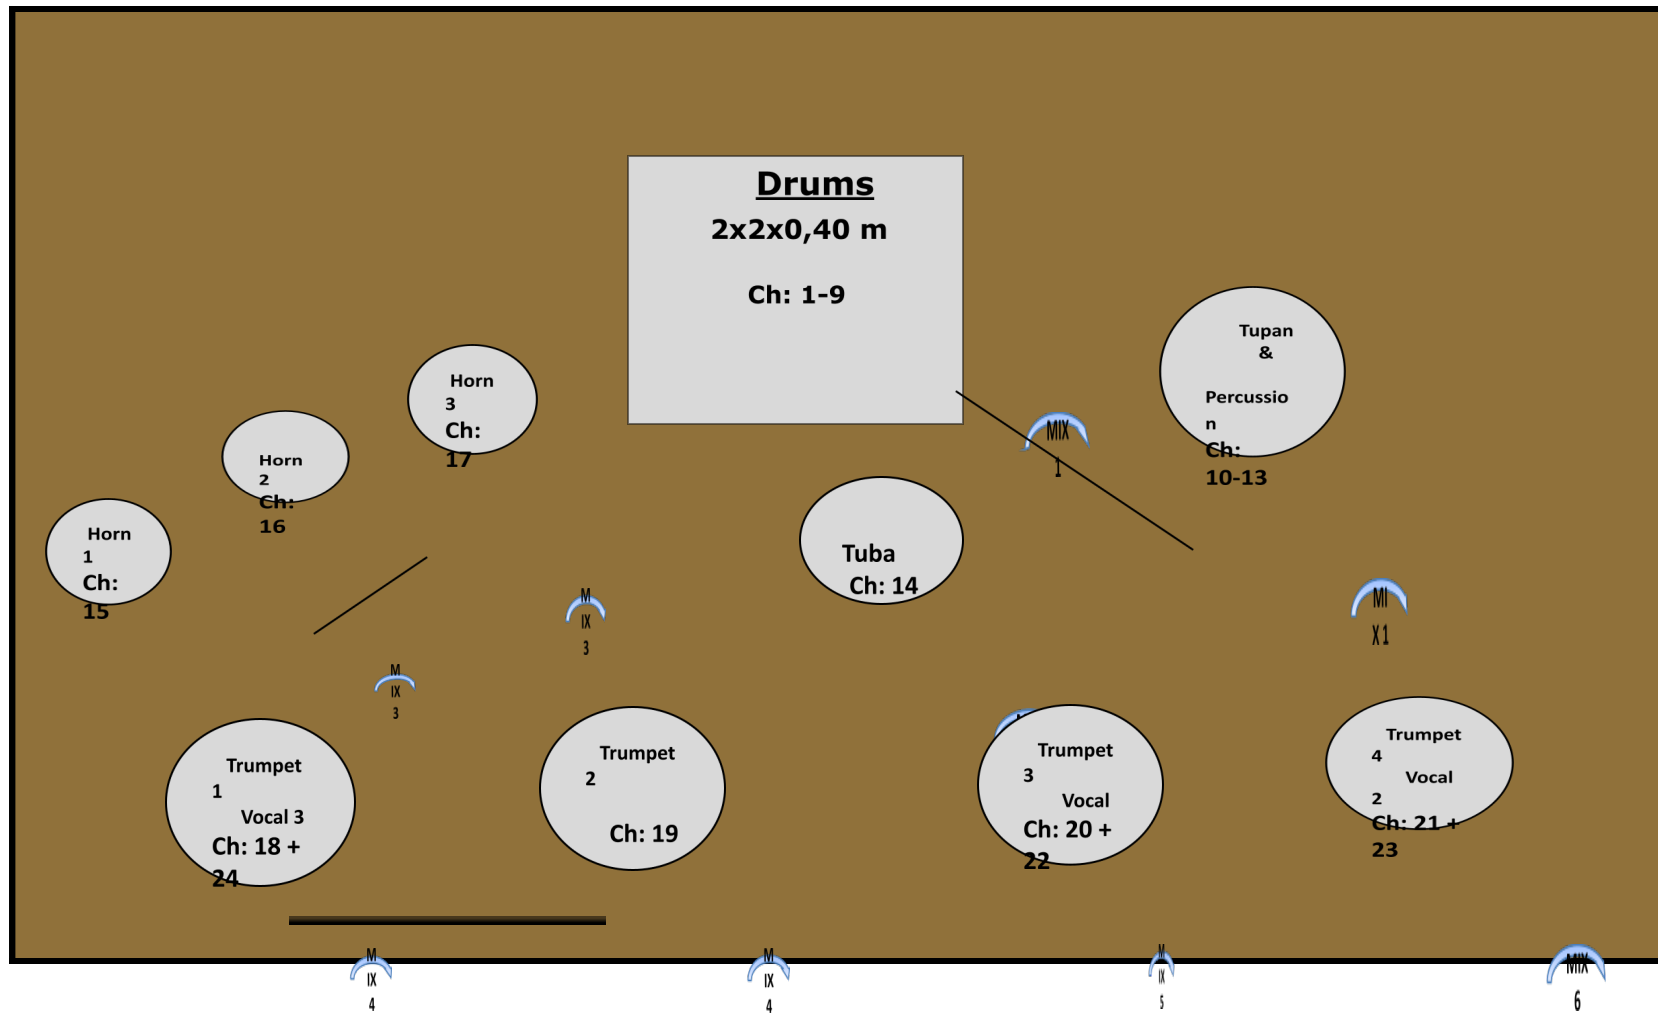 Drums
2x2x0,40 m
Ch: 1-9
Tupan
&
Percussio
n
Ch:
10-13
Horn
3
Ch:
17
MIX
1
Horn
2
Ch:
16
Horn
1
Ch:
15
Tuba
Ch: 14
M
IX
3
MI
X1
M
IX
3
Trumpet
1
Vocal 3
Ch: 18 +
24
Trumpet
2
Ch: 19
Trumpet
3
Vocal
Ch: 20 +
22
Trumpet
4
Vocal
2
Ch: 21 +
23
M
IX
4
M
IX
4
M
IX
5
MIX
6